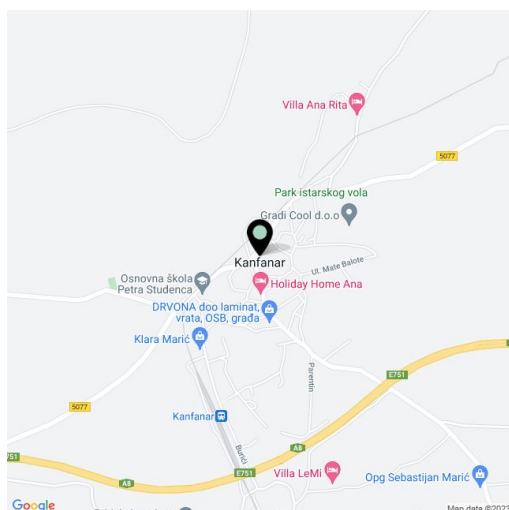 Villa Ana Rita
5077
Park istarskog vola
Gradi Cool d.o.o
Kanfanar
Ul. Mate Balote
Osnovna škola
Petra Studenca
Holiday Home Ana
DRVONA doo laminat,
vrata, OSB, građa
Klara Marić
Parentin
E751
5077
Kanfanar
Burići
A8
751
E751
A8
Villa LeMi
Opg Sebastijan Marić
Google